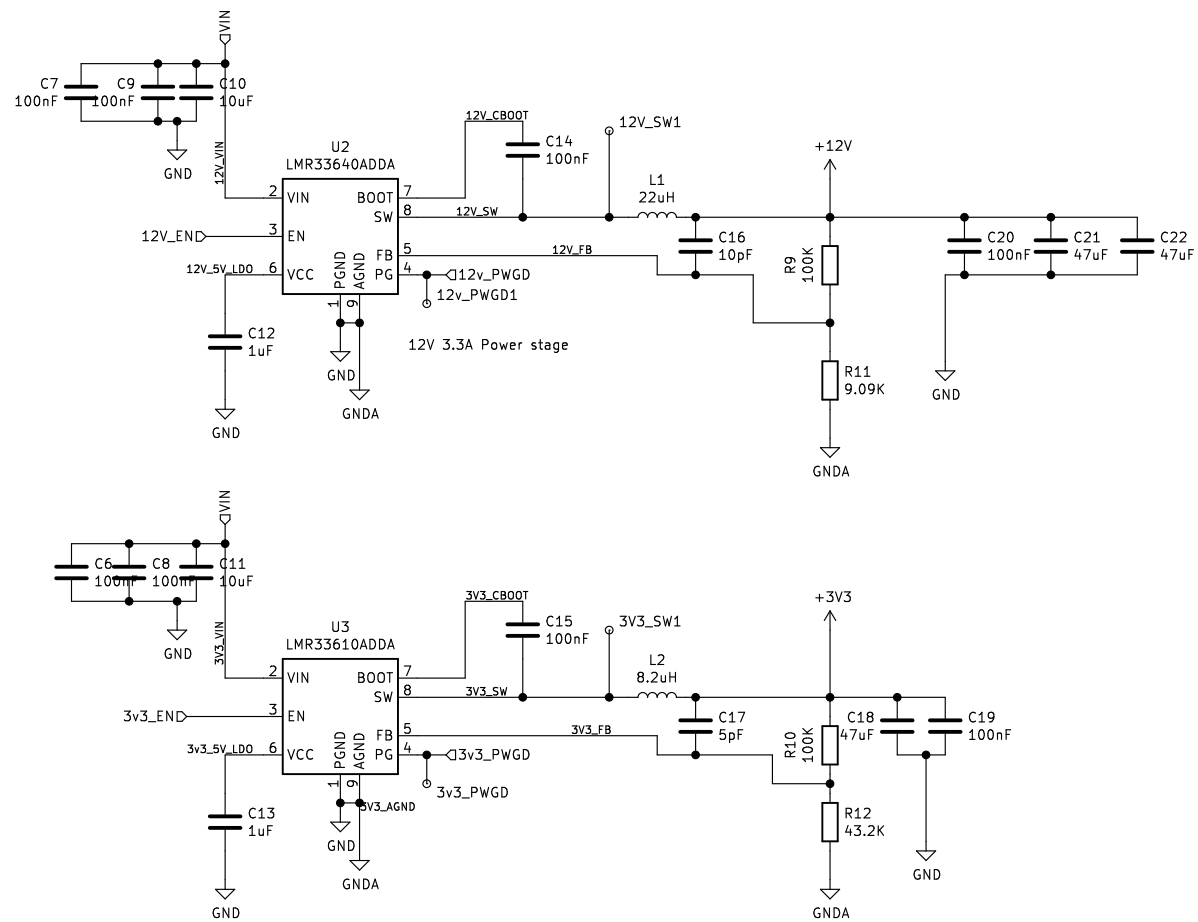 VIN
C7
100nF
C9
100nF
C10
10uF
GND
12V_VIN
U2
LMR33640ADDA
2
VIN
3
EN
6
VCC
BOOT
7
SW
8
FB
5
PG
4
PGND
1
AGND
9
12V_EN
12V_5V_LDO
C12
1uF
GND
GND
GNDA
12V_CBOOT
C14
100nF
12V_SW1
12V_SW
L1
22uH
12V_FB
12v_PWGD
12v_PWGD1
12V 3.3A Power stage
C16
10pF
+12V
R9
100K
R11
9.09K
GNDA
C20
100nF
C21
47uF
C22
47uF
GND
VIN
C6
100nF
C8
100nF
C11
10uF
GND
3V3_VIN
U3
LMR33610ADDA
2
VIN
3
EN
6
VCC
BOOT
7
SW
8
FB
5
PG
4
PGND
1
AGND
9
3v3_EN
3v3_5V_LDO
C13
1uF
GND
3V3_AGND
GND
GNDA
3V3_CBOOT
C15
100nF
3V3_SW1
3V3_SW
L2
8.2uH
3V3_FB
3v3_PWGD
3v3_PWGD
C17
5pF
+3V3
R10
100K
R12
43.2K
GNDA
C18
47uF
C19
100nF
GND